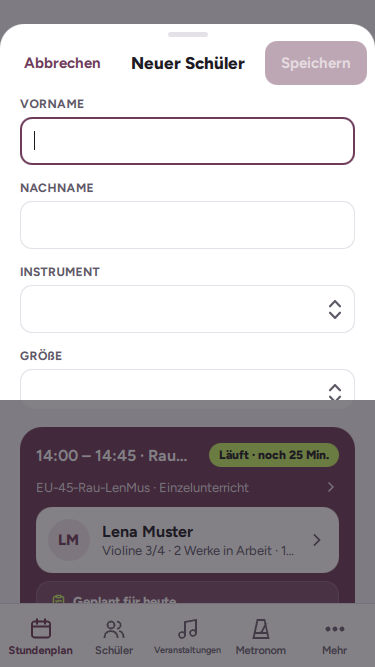 Abbrechen
Neuer Schüler
Speichern
VORNAME
NACHNAME
INSTRUMENT
GRÖßE
14:00 – 14:45 · Rau...
Läuft · noch 25 Min.
EU-45-Rau-LenMus · Einzelunterricht
LM
Lena Muster
Violine 3/4 · 2 Werke in Arbeit · 1...
Geplant für heute
Stundenplan
Schüler
Veranstaltungen
Metronom
Mehr